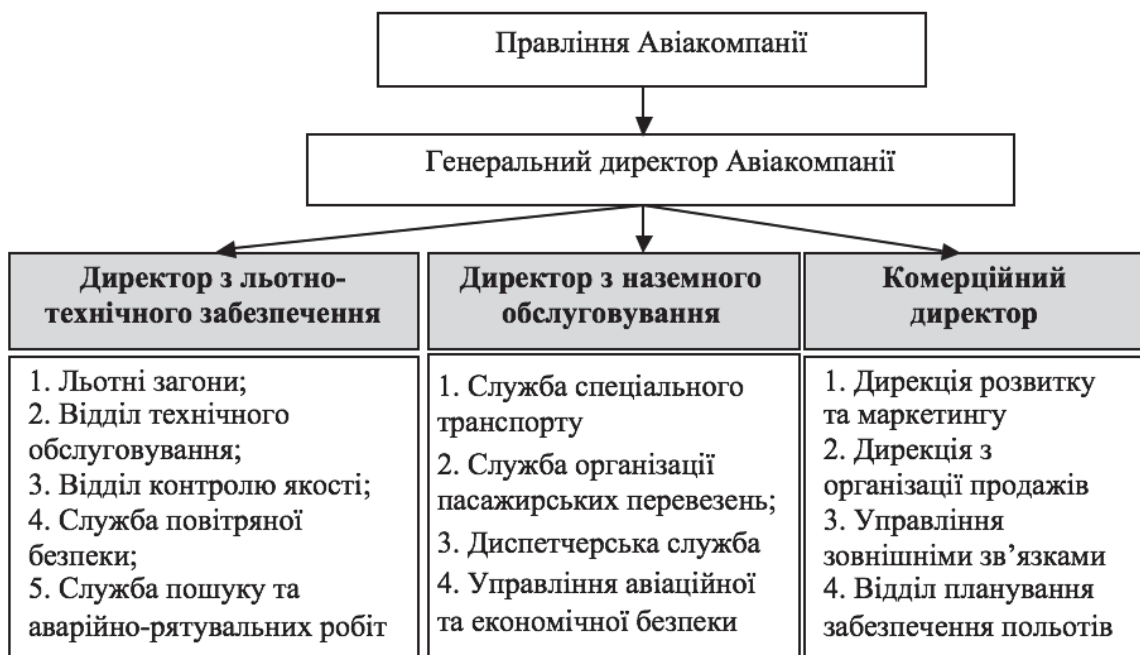 Правління Авіакомпанії
Генеральний директор Авіакомпанії
Директор з льотно-
технічного забезпечення
1. Льотні загони;
2. Відділ технічного
обслуговування;
3. Відділ контролю якості;
4. Служба повітряної
безпеки;
5. Служба пошуку та
аварійно-рятувальних робіт
Директор з наземного
обслуговування
1. Служба спеціального
транспорту
2. Служба організації
пасажирських перевезень;
3. Диспетчерська служба
4. Управління авіаційної
та економічної безпеки
Комерційний
директор
1. Дирекція розвитку
та маркетингу
2. Дирекція з
організації продажів
3. Управління
зовнішніми зв’язками
4. Відділ планування
забезпечення польотів